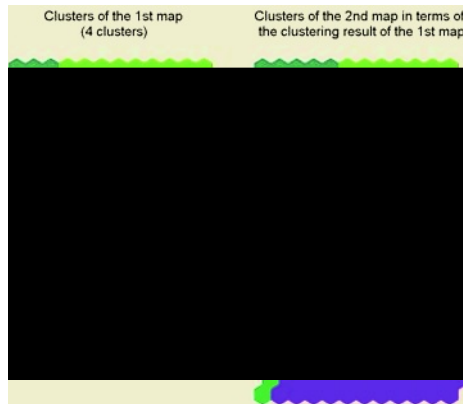 Clusters of the 1st map
(4 clusters)
Clusters of the 2nd map in terms of
the clustering result of the 1st map